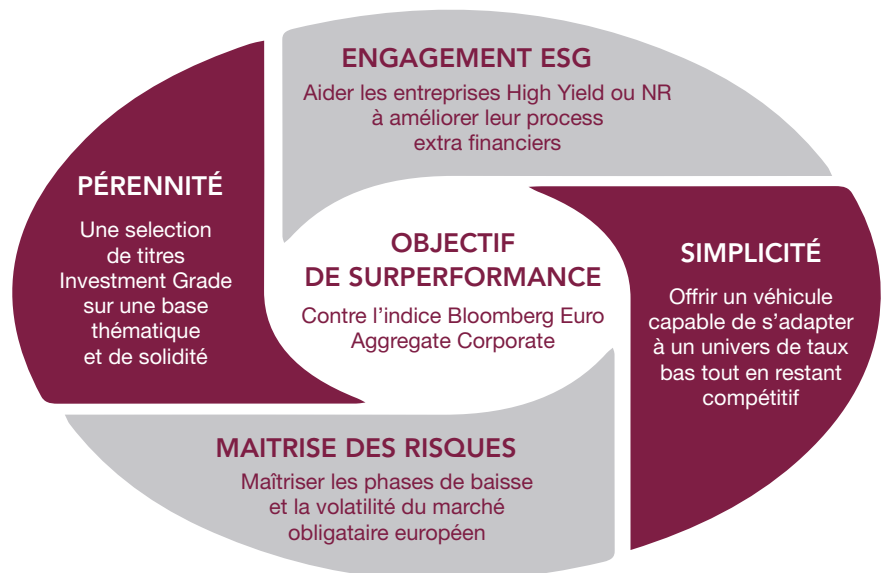 ENGAGEMENT ESG
Aider les entreprises High Yield ou NR
à améliorer leur process
extra financiers
PÉRENNITÉ
Une selection
de titres
Investment Grade
sur une base
thématique
et de solidité
OBJECTIF
DE SURPERFORMANCE
Contre l’indice Bloomberg Euro
Aggregate Corporate
SIMPLICITÉ
Offrir un véhicule
capable de s’adapter
à un univers de taux
bas tout en restant
compétitif
MAITRISE DES RISQUES
Maîtriser les phases de baisse
et la volatilité du marché
obligataire européen